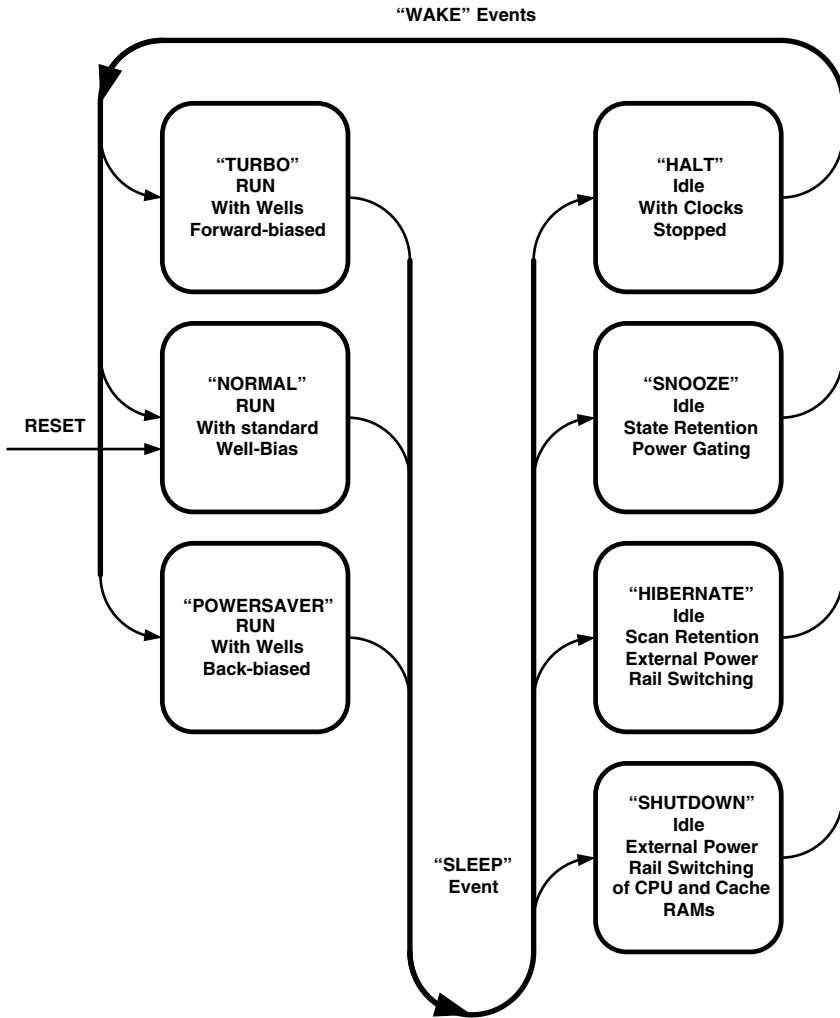 “WAKE” Events
“TURBO”
RUN
With Wells
Forward-biased
“NORMAL”
RUN
With standard
Well-Bias
RESET
“POWERSAVER”
RUN
With Wells
Back-biased
“SLEEP”
Event
“HALT”
Idle
With Clocks
Stopped
“SNOOZE”
Idle
State Retention
Power Gating
“HIBERNATE”
Idle
Scan Retention
External Power
Rail Switching
“SHUTDOWN”
Idle
External Power
Rail Switching
of CPU and Cache
RAMs